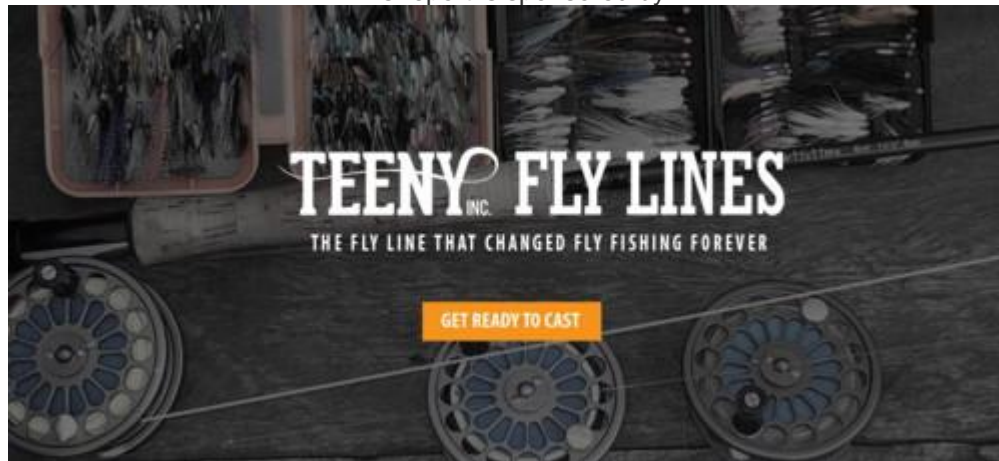 TEENY INC. FLY LINES
THE FLY LINE THAT CHANGED FLY FISHING FOREVER
GET READY TO CAST